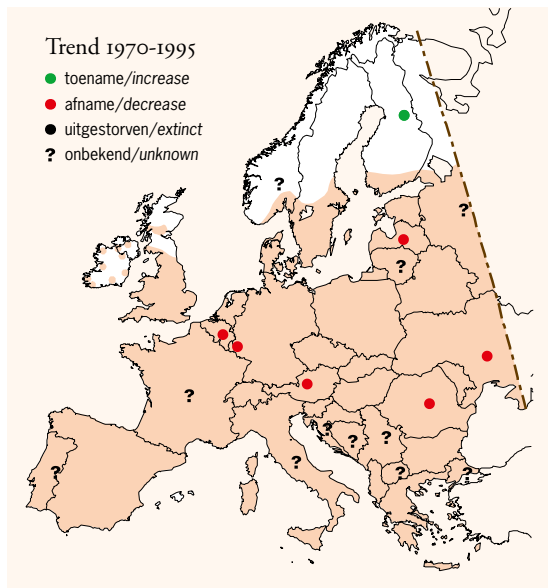 Trend 1970-1995
toename/increase
afname/decrease
uitgestorven/extinct
? onbekend/unknown
?
?
?
?
?
?
?
?
?
?
?